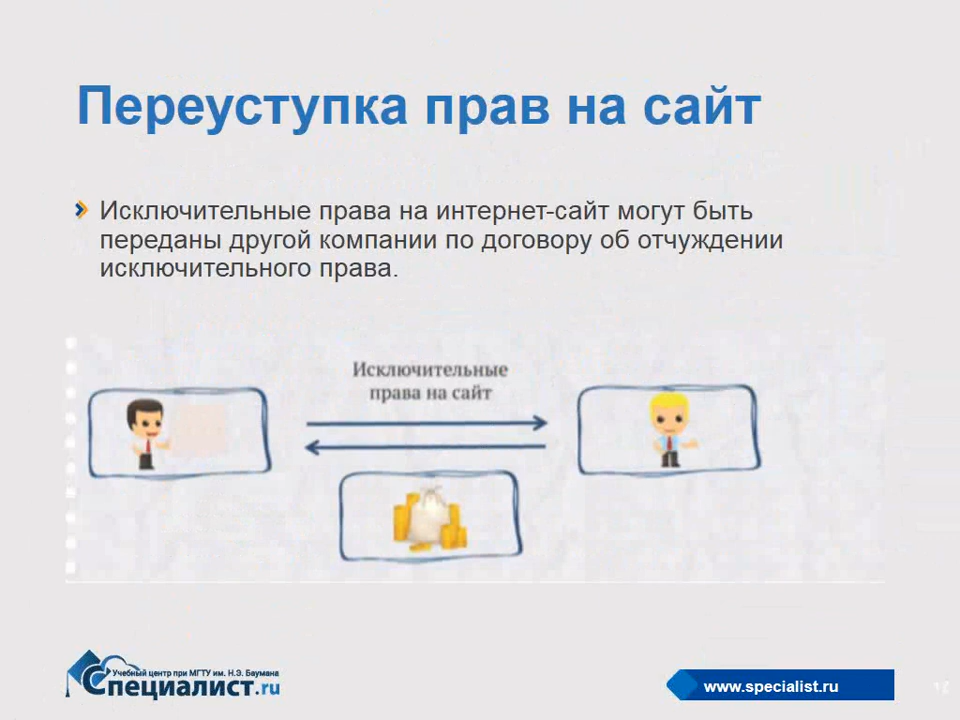 Переуступка прав на сайт
Исключительные права на интернет-сайт могут быть
переданы другой компании по договору об отчуждении
исключительного права.
Исключительные
права на сайт
Учебный центр при МГТУ им. Н.Э. Баумана
Специалист.ru
www.specialist.ru